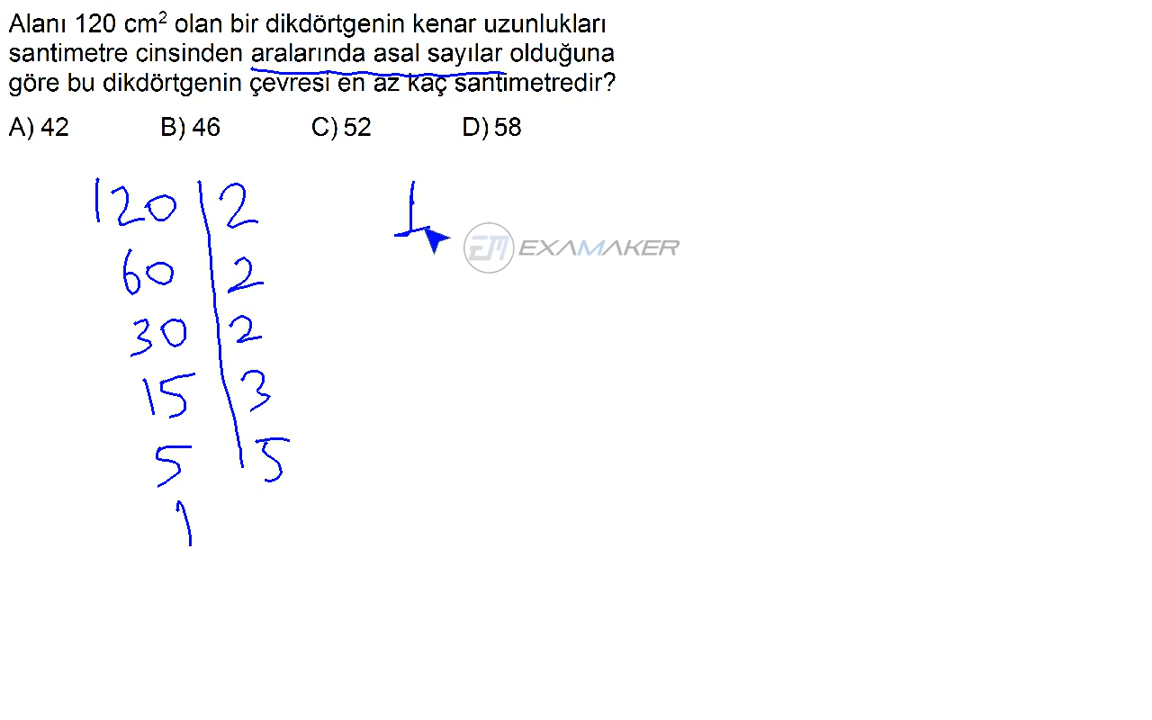 Alanı 120 cm² olan bir dikdörtgenin kenar uzunlukları
santimetre cinsinden aralarında asal sayılar olduğuna
göre bu dikdörtgenin çevresi en az kaç santimetredir?
A) 42 B) 46 C) 52 D) 58
120 2
60 2
30 2
15 3
5 5
1
1
EM EXAMAKER